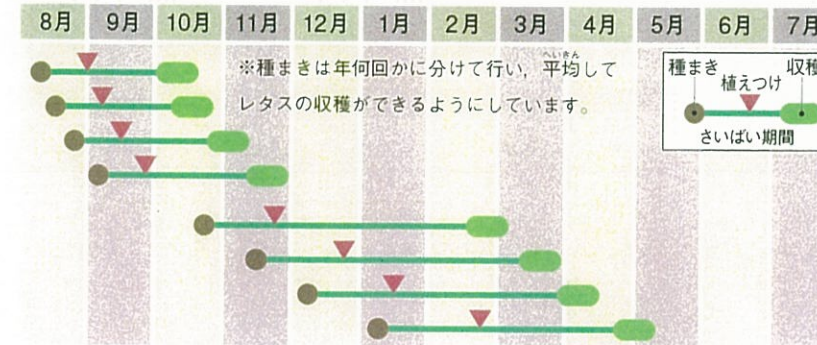 8月 9月 10月 11月 12月 1月 2月 3月 4月 5月 6月 7月
※種まきは年何回かに分けて行い，平均して
へいきん
レタスの収穫ができるようにしています。
種まき 収穫
植えつけ
さいばい期間